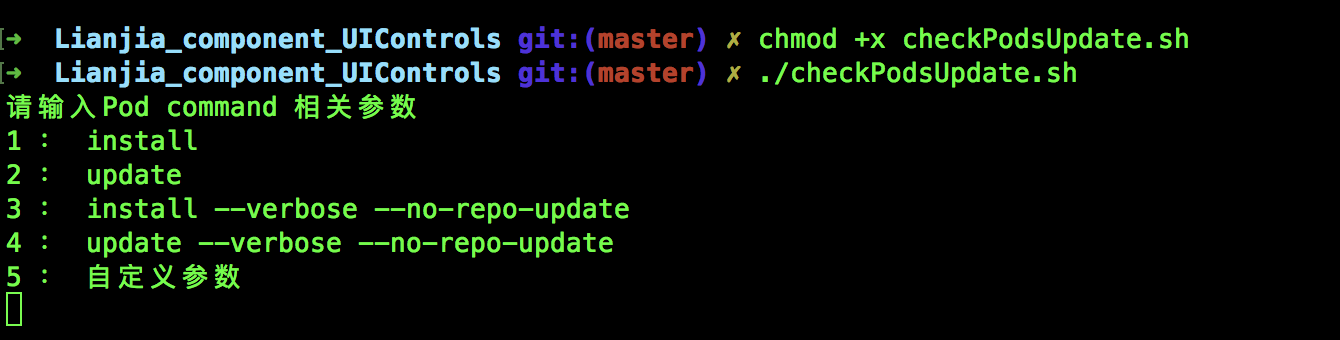 ➜  Lianjia_component_UIControls git:(master) ✗ chmod +x checkPodsUpdate.sh
➜  Lianjia_component_UIControls git:(master) ✗ ./checkPodsUpdate.sh
请输入Pod command 相关参数
1 :  install
2 :  update
3 :  install --verbose --no-repo-update
4 :  update --verbose --no-repo-update
5 :  自定义参数